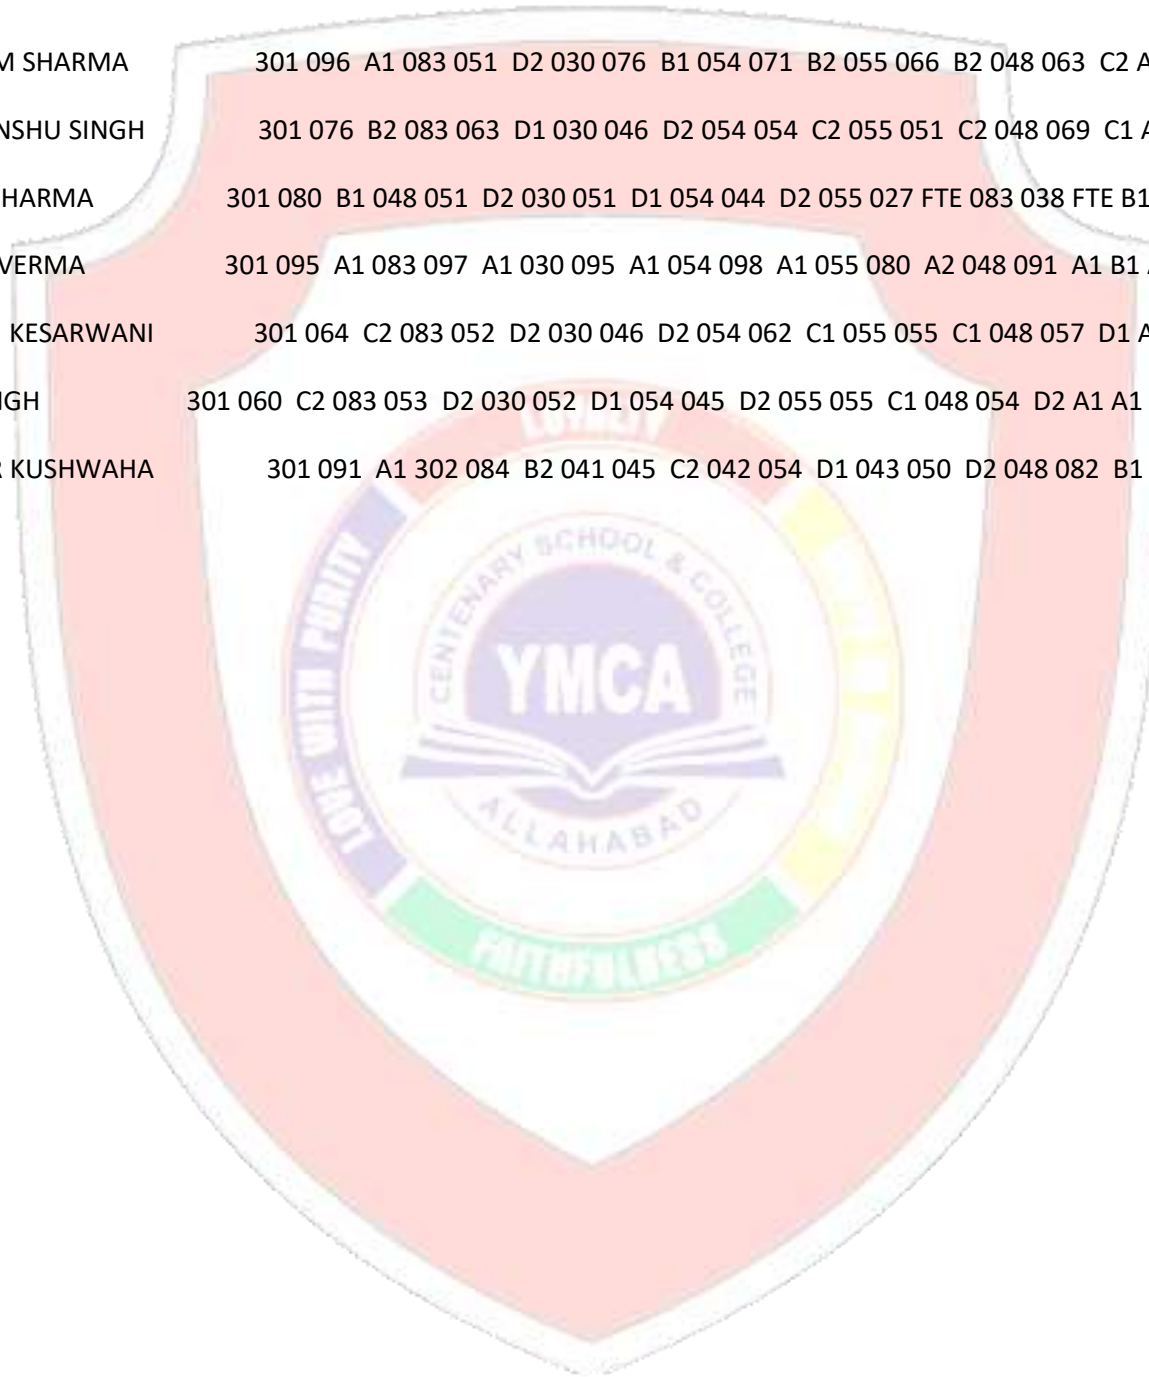 M SHARMA 301 096 A1 083 051 D2 030 076 B1 054 071 B2 055 066 B2 048 063 C2 A
NSHU SINGH 301 076 B2 083 063 D1 030 046 D2 054 054 C2 055 051 C2 048 069 C1 A
HARMA 301 080 B1 048 051 D2 030 051 D1 054 044 D2 055 027 FTE 083 038 FTE B1
VERMA 301 095 A1 083 097 A1 030 095 A1 054 098 A1 055 080 A2 048 091 A1 B1
KESARWANI 301 064 C2 083 052 D2 030 046 D2 054 062 C1 055 055 C1 048 057 D1 A
NGH 301 060 C2 083 053 D2 030 052 D1 054 045 D2 055 055 C1 048 054 D2 A1 A1
R KUSHWAHA 301 091 A1 302 084 B2 041 045 C2 042 054 D1 043 050 D2 048 082 B1
LOYALTY
CENTENARY SCHOOL & COLLEGE
LOVE WITH PURITY
YMCA
ALLAHABAD
FAITHFULNESS